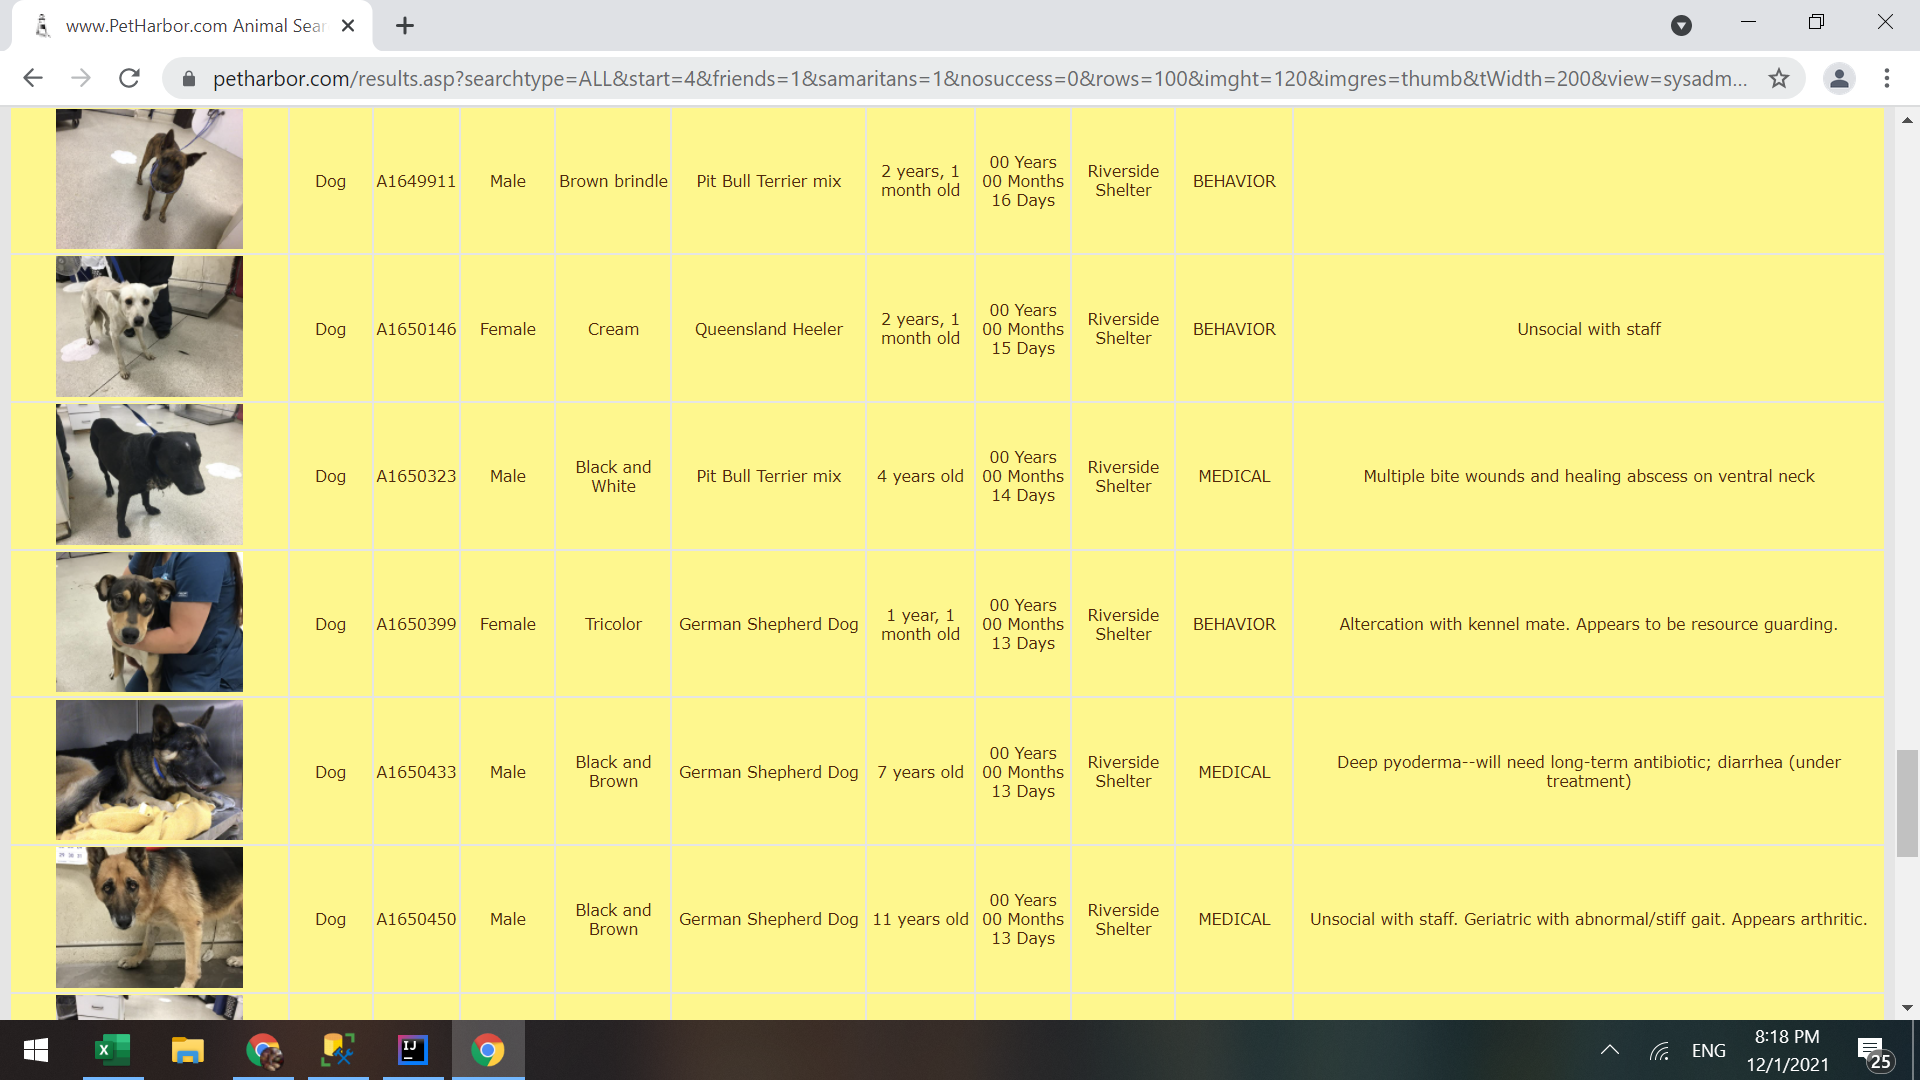 www.PetHarbor.com Animal Sear
petharbor.com/results.asp?searchtype=ALL&start=4&friends=1&samaritans=1&nosuccess=0&rows=100&imght=120&imgres=thumb&tWidth=200&view=sysadm...
Dog A1649911 Male Brown brindle Pit Bull Terrier mix 2 years, 1 month old 00 Years 00 Months 16 Days Riverside Shelter BEHAVIOR
Dog A1650146 Female Cream Queensland Heeler 2 years, 1 month old 00 Years 00 Months 15 Days Riverside Shelter BEHAVIOR Unsocial with staff
Dog A1650323 Male Black and White Pit Bull Terrier mix 4 years old 00 Years 00 Months 14 Days Riverside Shelter MEDICAL Multiple bite wounds and healing abscess on ventral neck
Dog A1650399 Female Tricolor German Shepherd Dog 1 year, 1 month old 00 Years 00 Months 13 Days Riverside Shelter BEHAVIOR Altercation with kennel mate. Appears to be resource guarding.
Dog A1650433 Male Black and Brown German Shepherd Dog 7 years old 00 Years 00 Months 13 Days Riverside Shelter MEDICAL Deep pyoderma--will need long-term antibiotic; diarrhea (under treatment)
Dog A1650450 Male Black and Brown German Shepherd Dog 11 years old 00 Years 00 Months 13 Days Riverside Shelter MEDICAL Unsocial with staff. Geriatric with abnormal/stiff gait. Appears arthritic.
X
IJ
ENG
8:18 PM
12/1/2021
25